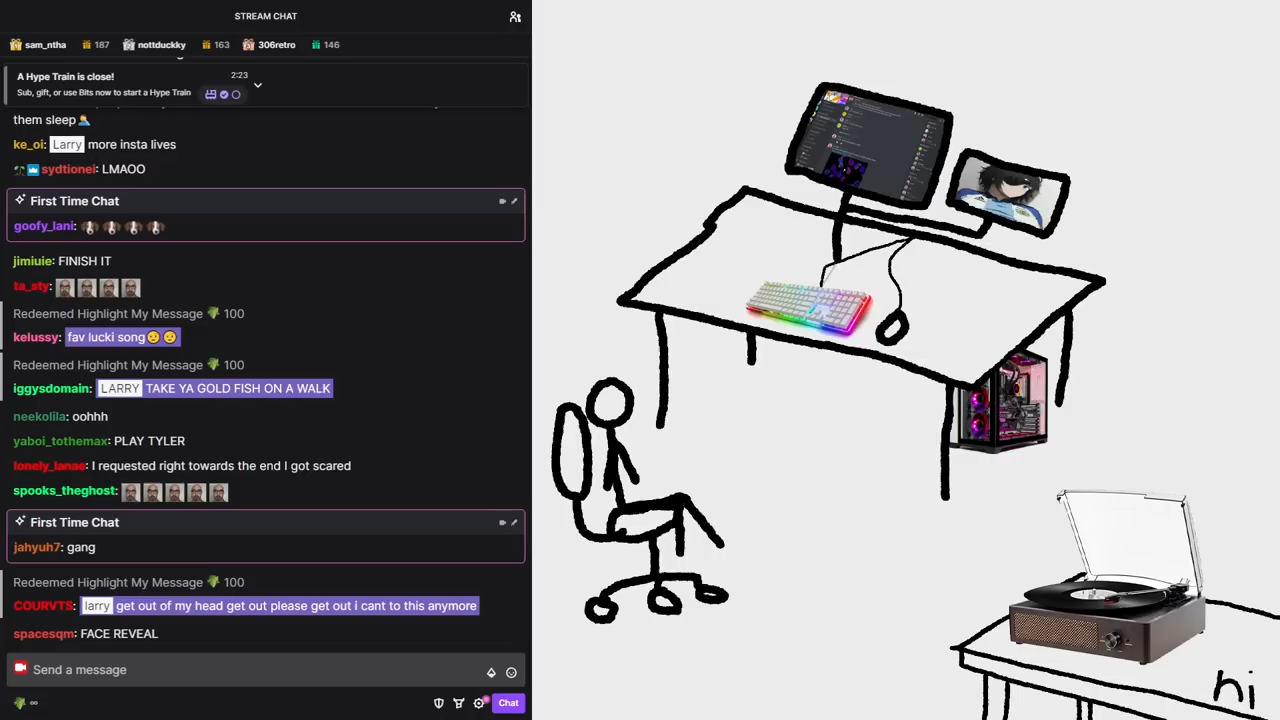 STREAM CHAT
sam_ntha 187 nottduckky 163 306retro 146
A Hype Train is close!
2:23
Sub, gift, or use Bits now to start a Hype Train
them sleep
ke_oi: Larry more into lives
sydtionei: LMAOO
First Time Chat
goofy_lani:
jimiuie: FINISH IT
ta_sty:
Redeemed Highlight My Message 100
kelussy: fav lucki song
Redeemed Highlight My Message 100
iggysdomain: LARRY TAKE YA GOLD FISH ON A WALK
neekolila: oohhh
yaboi_tothemax: PLAY TYLER
lonely_lanae: I requested right towards the end I got scared
spooks_theghost:
First Time Chat
jahyuh7: gang
Redeemed Highlight My Message 100
COURVTS: larry get out of my head get out please get out i cant to this anymore
spacesqm: FACE REVEAL
Send a message
∞
Chat
hi